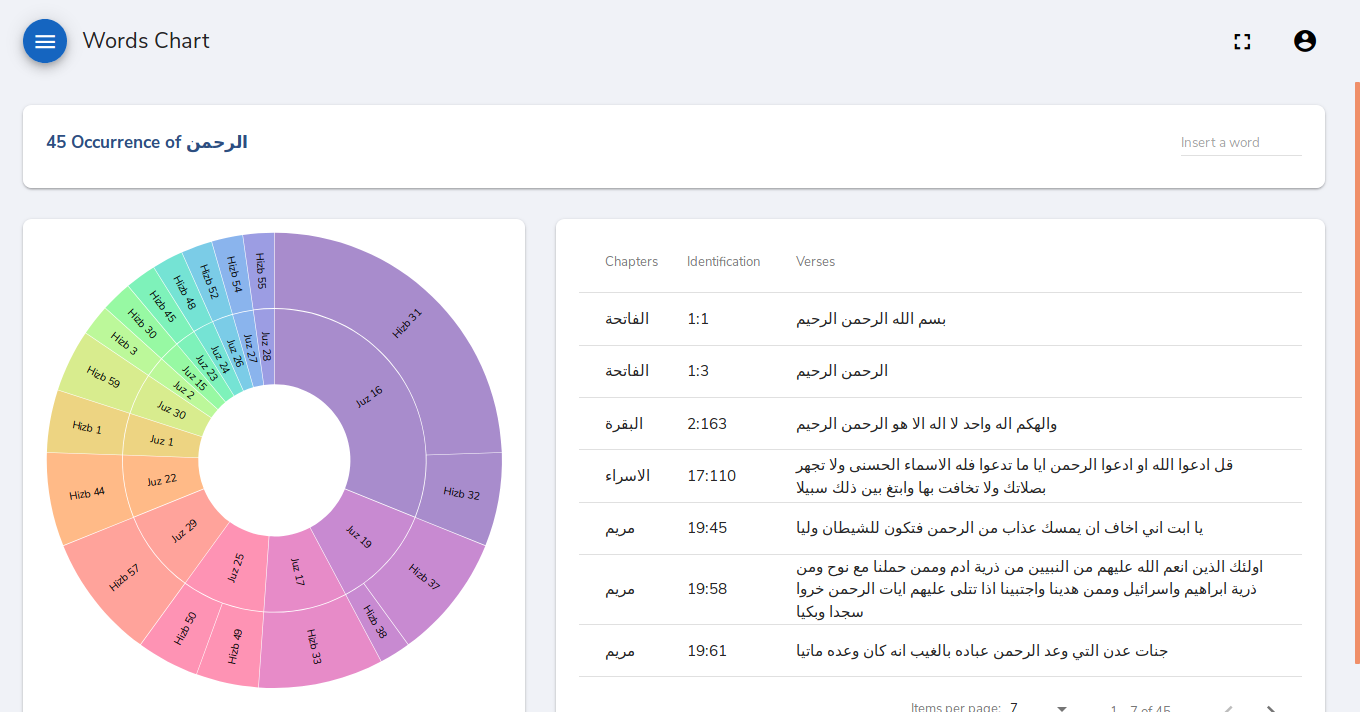 Words Chart
45 Occurrence of الرحمن
Insert a word
Hizb 31
Hizb 32
Juz 16
Hizb 37
Hizb 38
Juz 19
Hizb 33
Juz 17
Hizb 49
Hizb 50
Juz 25
Hizb 57
Juz 29
Hizb 44
Juz 22
Hizb 1
Juz 1
Hizb 59
Juz 30
Hizb 3
Juz 2
Hizb 30
Juz 15
Hizb 45
Juz 23
Hizb 48
Juz 24
Hizb 52
Juz 26
Hizb 54
Juz 27
Hizb 55
Juz 28
Chapters Identification Verses
الفاتحة 1:1 بسم الله الرحمن الرحيم
الفاتحة 1:3 الرحمن الرحيم
البقرة 2:163 والهكم اله واحد لا اله الا هو الرحمن الرحيم
الاسراء 17:110 قل ادعوا الله او ادعوا الرحمن ايا ما تدعوا فله الاسماء الحسنى ولا تجهر
بصلاتك ولا تخافت بها وابتغ بين ذلك سبيلا
مريم 19:45 يا ابت اني اخاف ان يمسك عذاب من الرحمن فتكون للشيطان وليا
مريم 19:58 اولئك الذين انعم الله عليهم من النبيين من ذرية ادم وممن حملنا مع نوح ومن
ذرية ابراهيم واسرائيل وممن هدينا واجتبينا اذا تتلى عليهم ايات الرحمن خروا
سجدا وبكيا
مريم 19:61 جنات عدن التي وعد الرحمن عباده بالغيب انه كان وعده ماتيا
Items per page: 7 1 – 7 of 45